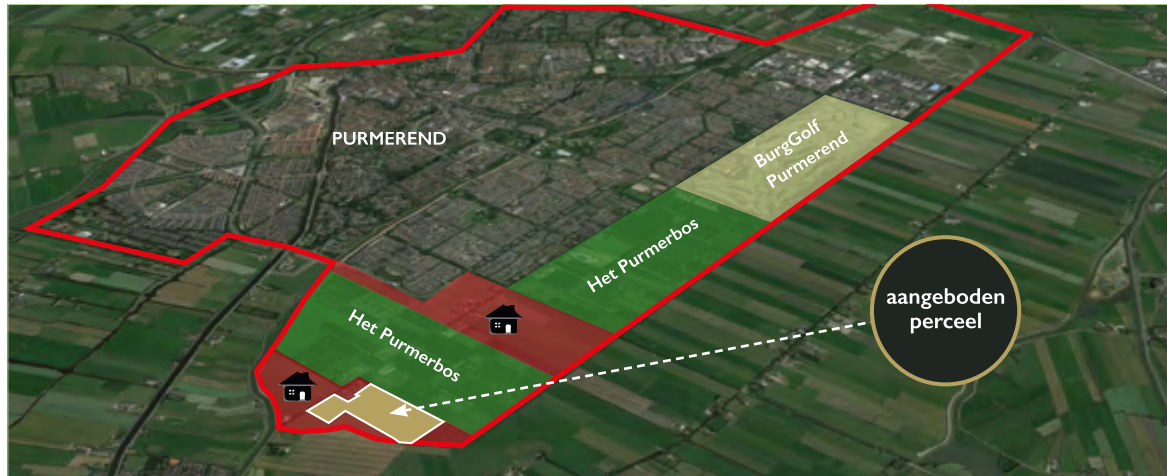 PURMEREND
BurgGolf
Purmerend
Het Purmerbos
Het Purmerbos
aangeboden
perceel